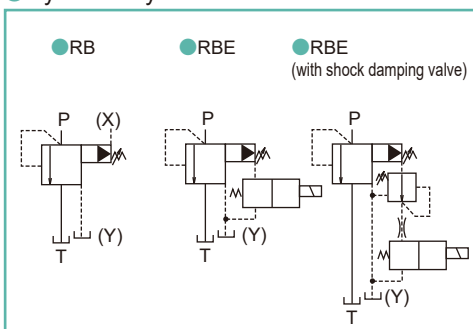 RB
RBE
RBE
(with shock damping valve)
P (X)
P
P
(Y)
T
(Y)
T
(Y)
T